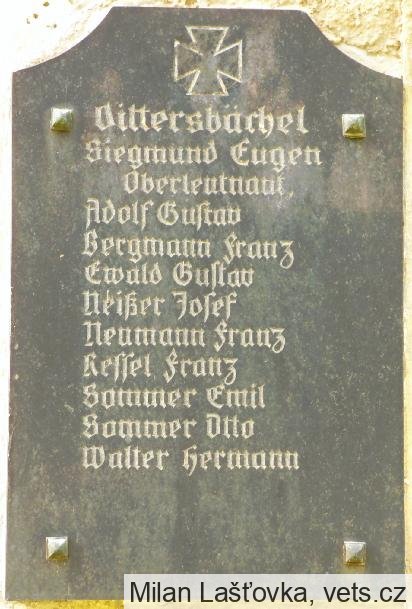 Dittersbächel
Siegmund Eugen
Oberleutnant
Adolf Gustav
Bergmann Franz
Ewald Gustav
Neißer Josef
Neumann Franz
Ressel Franz
Sommer Emil
Sommer Otto
Walter Hermann
Milan Lašťovka, vets.cz